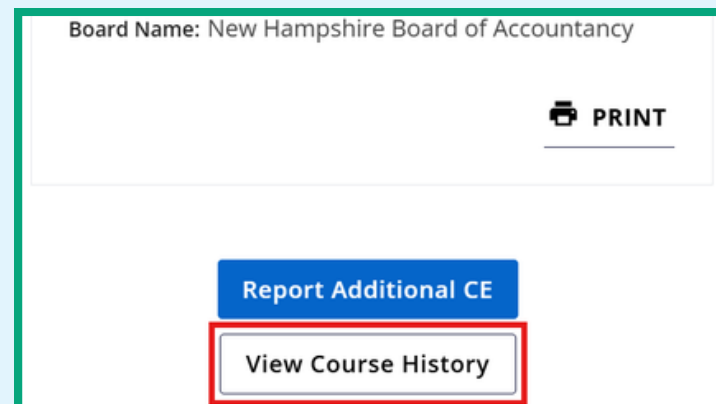 Board Name: New Hampshire Board of Accountancy
PRINT
Report Additional CE
View Course History